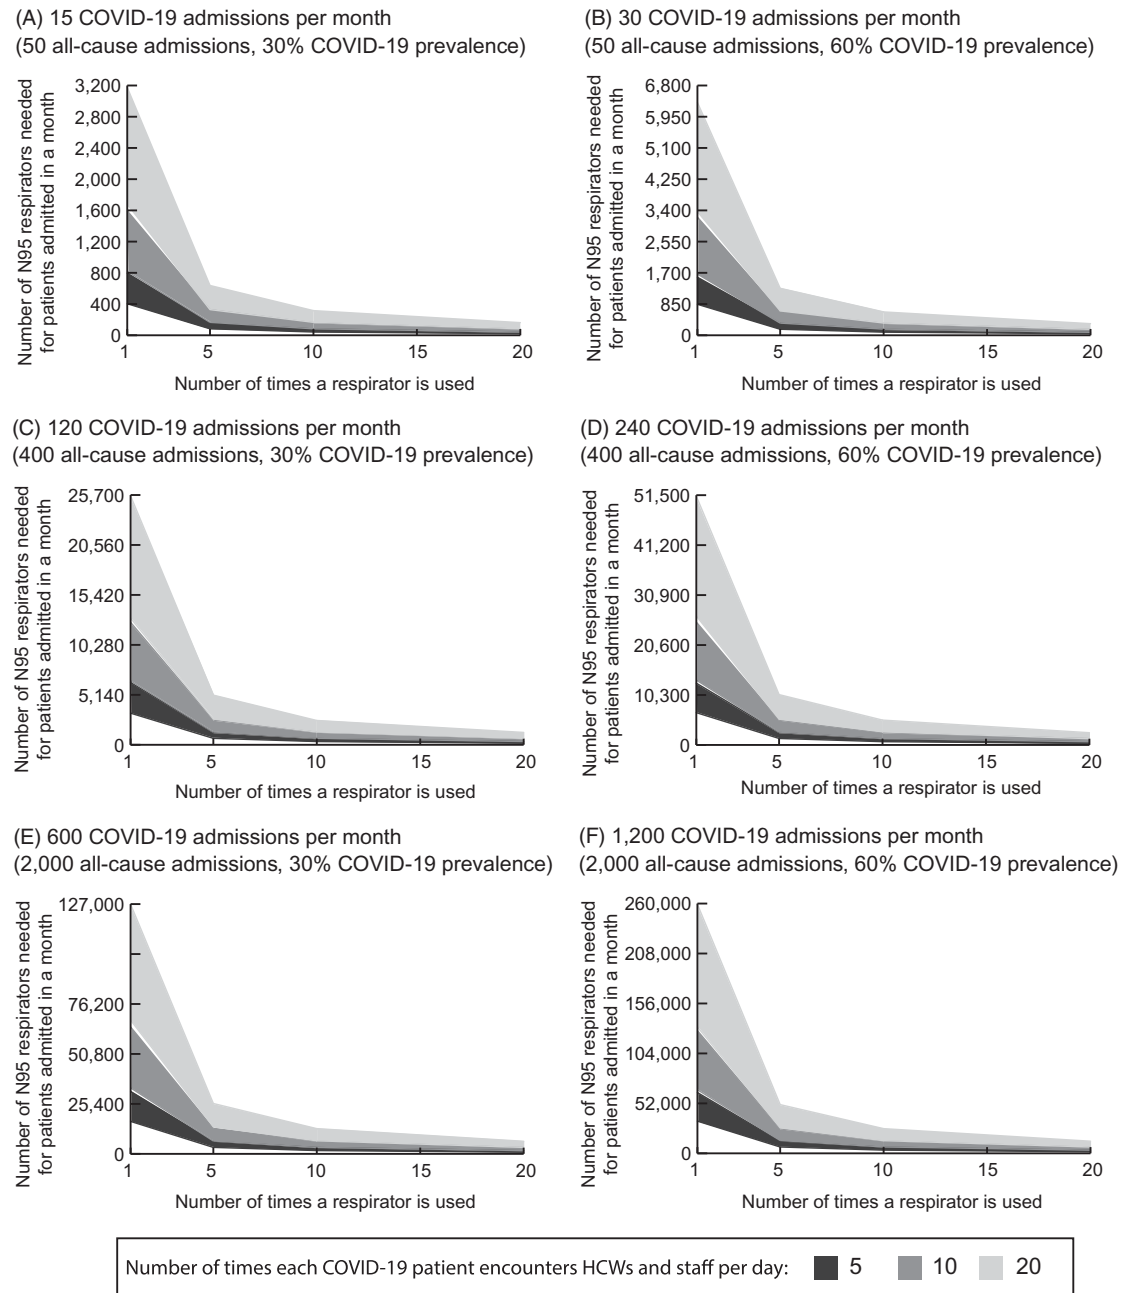 (A) 15 COVID-19 admissions per month
(50 all-cause admissions, 30% COVID-19 prevalence)
Number of N95 respirators needed
for patients admitted in a month
3,200
2,800
2,400
2,000
1,600
1,200
800
400
0
1 5 10 15 20
Number of times a respirator is used
(B) 30 COVID-19 admissions per month
(50 all-cause admissions, 60% COVID-19 prevalence)
Number of N95 respirators needed
for patients admitted in a month
6,800
5,950
5,100
4,250
3,400
2,550
1,700
850
0
1 5 10 15 20
Number of times a respirator is used
(C) 120 COVID-19 admissions per month
(400 all-cause admissions, 30% COVID-19 prevalence)
Number of N95 respirators needed
for patients admitted in a month
25,700
20,560
15,420
10,280
5,140
0
1 5 10 15 20
Number of times a respirator is used
(D) 240 COVID-19 admissions per month
(400 all-cause admissions, 60% COVID-19 prevalence)
Number of N95 respirators needed
for patients admitted in a month
51,500
41,200
30,900
20,600
10,300
0
1 5 10 15 20
Number of times a respirator is used
(E) 600 COVID-19 admissions per month
(2,000 all-cause admissions, 30% COVID-19 prevalence)
Number of N95 respirators needed
for patients admitted in a month
127,000
76,200
50,800
25,400
0
1 5 10 15 20
Number of times a respirator is used
(F) 1,200 COVID-19 admissions per month
(2,000 all-cause admissions, 60% COVID-19 prevalence)
Number of N95 respirators needed
for patients admitted in a month
260,000
208,000
156,000
104,000
52,000
0
1 5 10 15 20
Number of times a respirator is used
Number of times each COVID-19 patient encounters HCWs and staff per day: 5 10 20